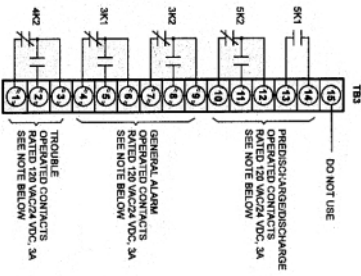 4K2
3K1
3K2
5K2
5K1
TB3
1
2
3
4
5
6
7
8
9
10
11
12
13
14
15
DO NOT USE
TROUBLE
OPERATED CONTACTS
RATED 120 VAC/24 VDC, 3A
SEE NOTE BELOW
GENERAL ALARM
OPERATED CONTACTS
RATED 120 VAC/24 VDC, 3A
SEE NOTE BELOW
PREDISCHARGE/DISCHARGE
OPERATED CONTACTS
RATED 120 VAC/24 VDC, 3A
SEE NOTE BELOW